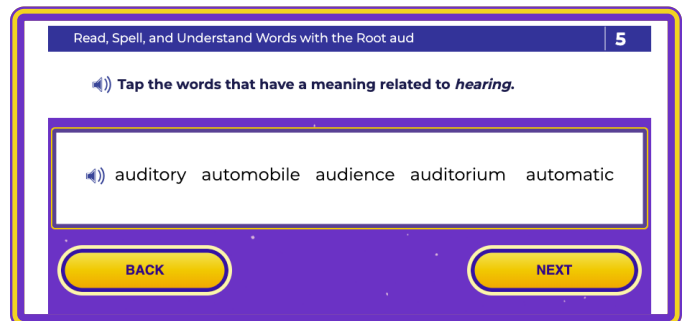 Read, Spell, and Understand Words with the Root aud
5
Tap the words that have a meaning related to hearing.
auditory automobile audience auditorium automatic
BACK
NEXT